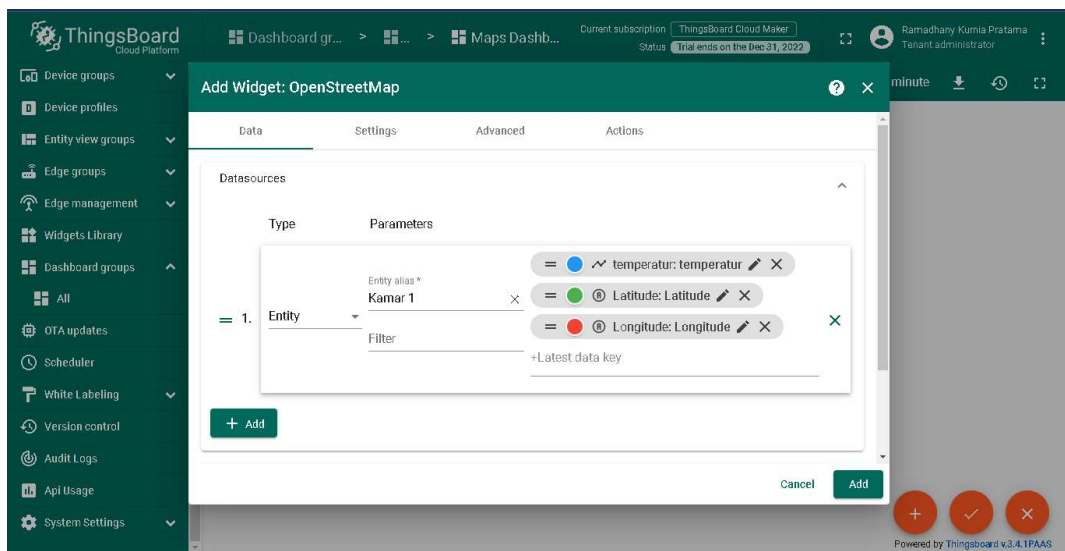 ThingsBoard
Cloud Platform
Dashboard gr... > ... > Maps Dashb...
Current subscription ThingsBoard Cloud Maker
Status Trial ends on the Dec 31, 2022
Ramadhany Kurnia Pratama
Tenant administrator
Device groups
Device profiles
Entity view groups
Edge groups
Edge management
Widgets Library
Dashboard groups
All
OTA updates
Scheduler
White Labeling
Version control
Audit Logs
Api Usage
System Settings
minute
Add Widget: OpenStreetMap
Data Settings Advanced Actions
Datasources
Type Parameters
1. Entity
Entity alias *
Kamar 1
Filter
temperatur: temperatur
Latitude: Latitude
Longitude: Longitude
+Latest data key
+ Add
Cancel Add
Powered by Thingsboard v.3.4.1PAAS